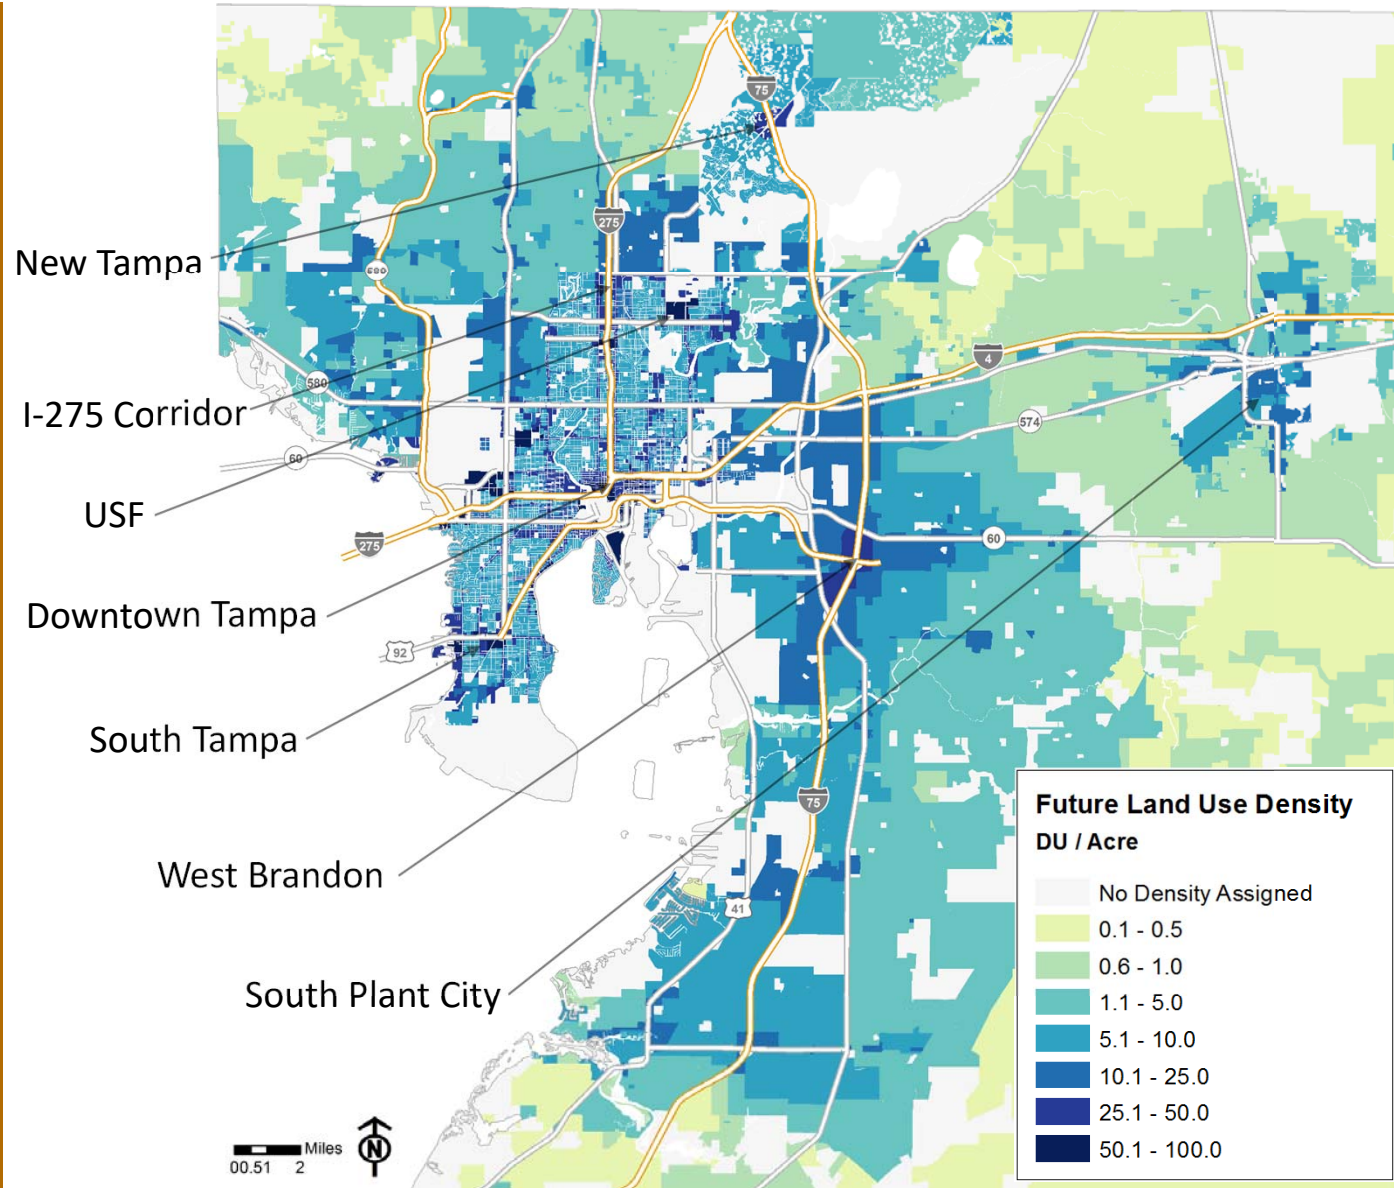 75
275
New Tampa
589
4
I-275 Corridor
580
574
60
USF
275
60
Downtown Tampa
92
South Tampa
75
Future Land Use Density
DU / Acre
West Brandon
No Density Assigned
41
0.1 - 0.5
0.6 - 1.0
South Plant City
1.1 - 5.0
5.1 - 10.0
10.1 - 25.0
25.1 - 50.0
50.1 - 100.0
Miles
00.51 2
N